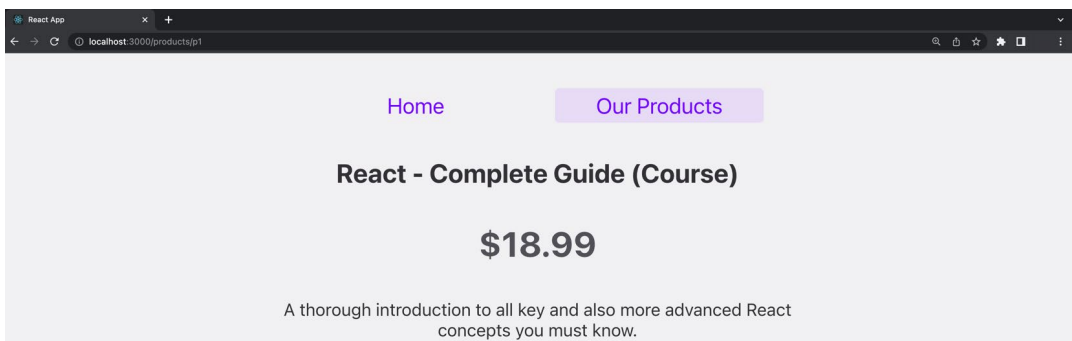 React App
localhost:3000/products/p1
Home Our Products
React - Complete Guide (Course)
$18.99
A thorough introduction to all key and also more advanced React
concepts you must know.